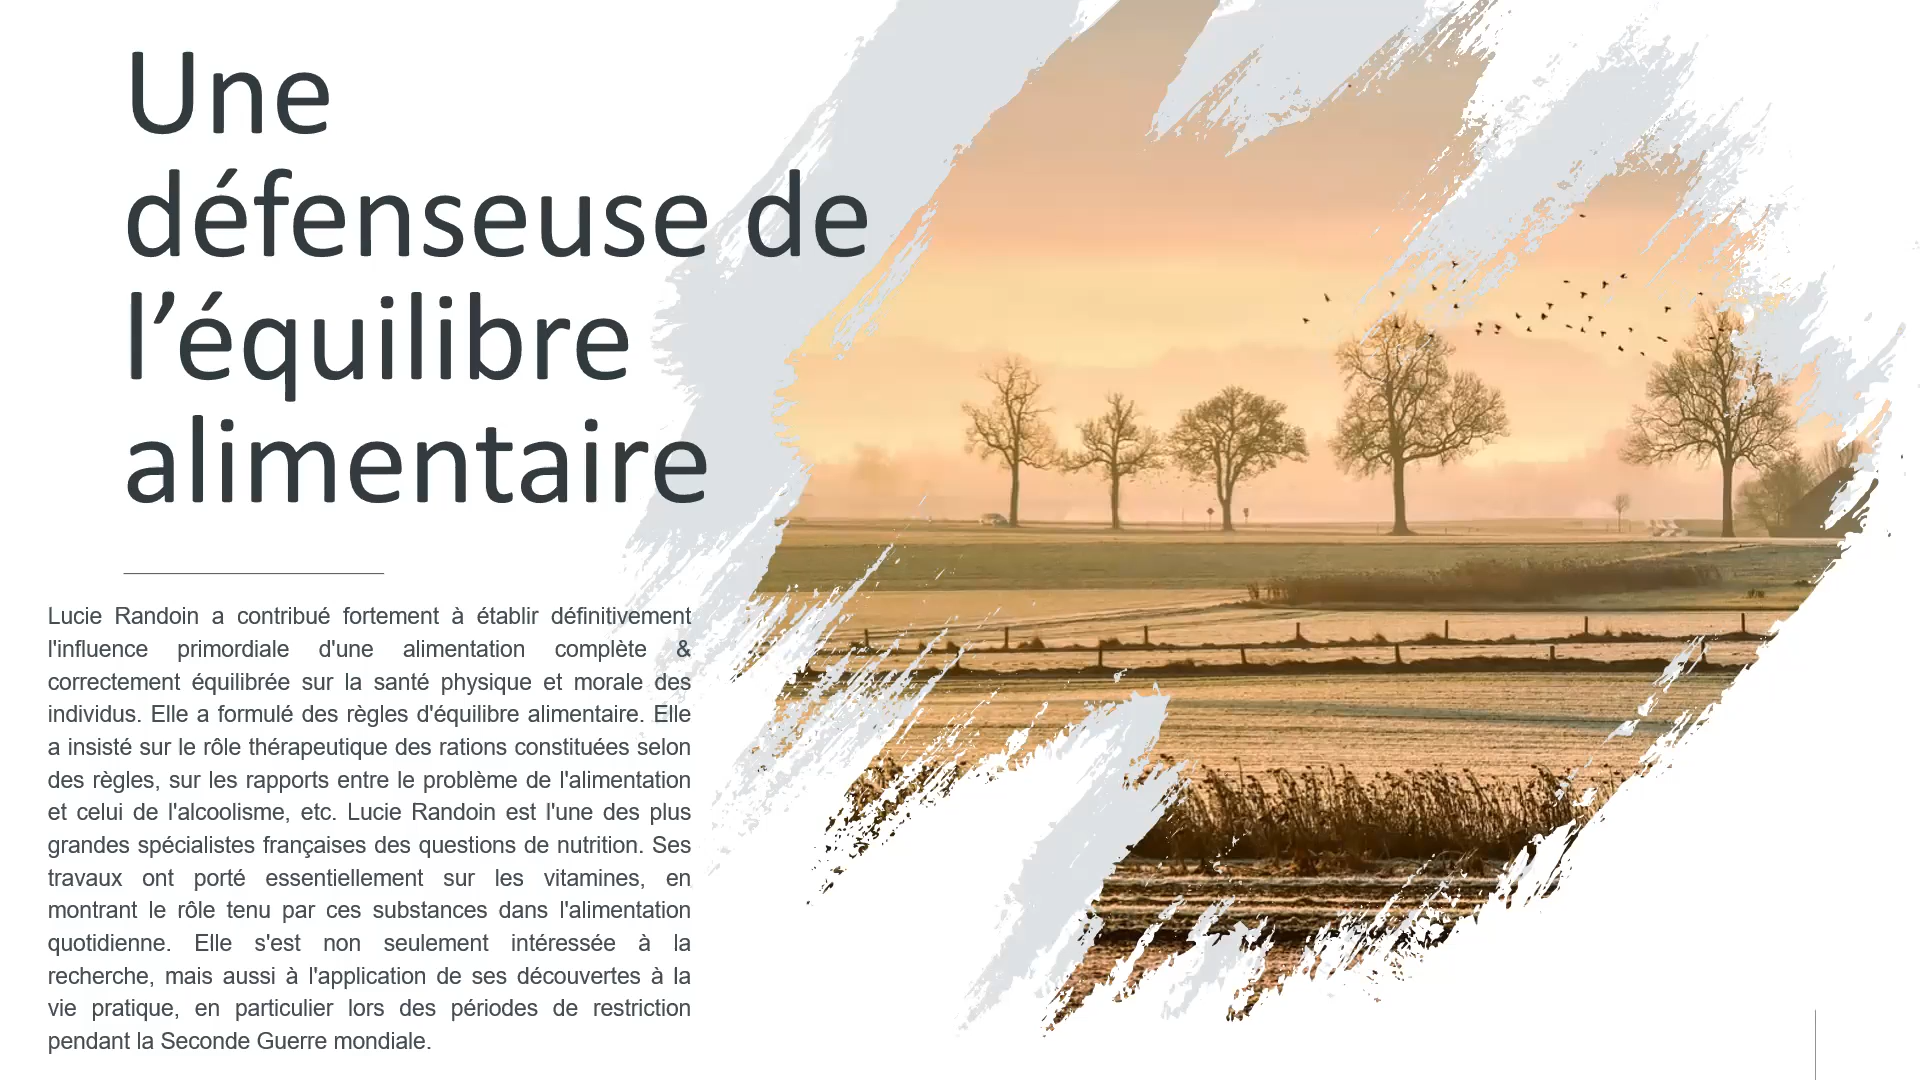 Une
défenseuse de
l’équilibre
alimentaire
Lucie Randoin a contribué fortement à établir définitivement
l'influence primordiale d'une alimentation complète &
correctement équilibrée sur la santé physique et morale des
individus. Elle a formulé des règles d'équilibre alimentaire. Elle
a insisté sur le rôle thérapeutique des rations constituées selon
des règles, sur les rapports entre le problème de l'alimentation
et celui de l'alcoolisme, etc. Lucie Randoin est l'une des plus
grandes spécialistes françaises des questions de nutrition. Ses
travaux ont porté essentiellement sur les vitamines, en
montrant le rôle tenu par ces substances dans l'alimentation
quotidienne. Elle s'est non seulement intéressée à la
recherche, mais aussi à l'application de ses découvertes à la
vie pratique, en particulier lors des périodes de restriction
pendant la Seconde Guerre mondiale.